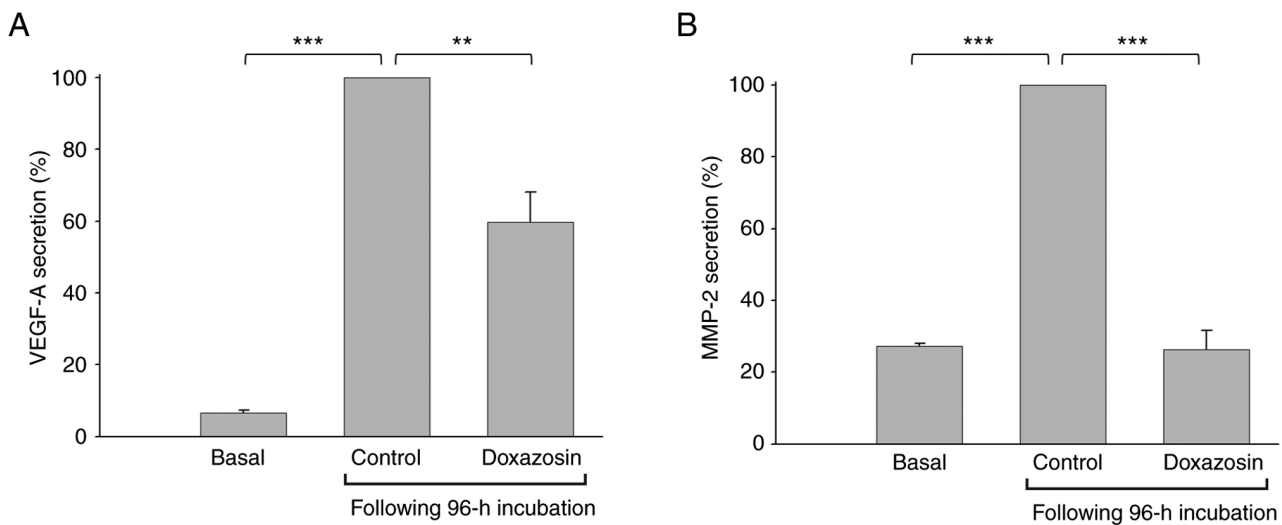 A
*** **
100
80
60
40
20
0
VEGF-A secretion (%)
Basal Control Doxazosin
Following 96-h incubation
B
*** ***
100
80
60
40
20
0
MMP-2 secretion (%)
Basal Control Doxazosin
Following 96-h incubation